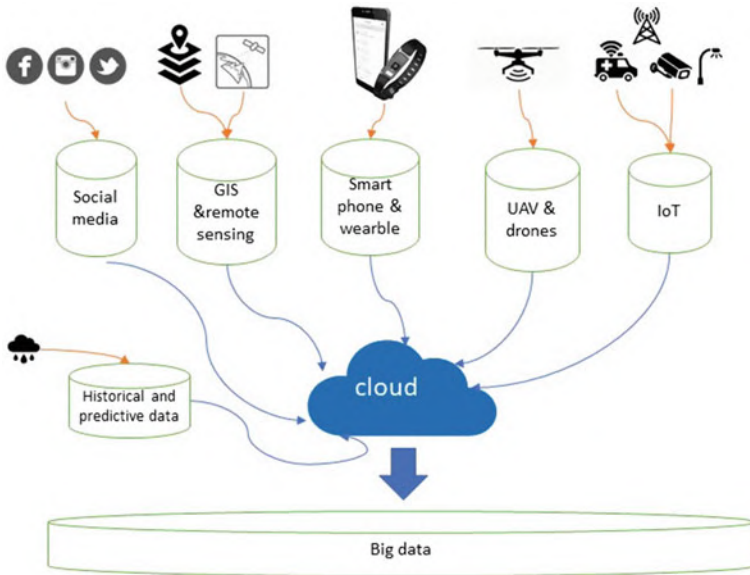 Social
media
GIS
&remote
sensing
Smart
phone &
wearble
UAV &
drones
IoT
Historical and
predictive data
cloud
Big data